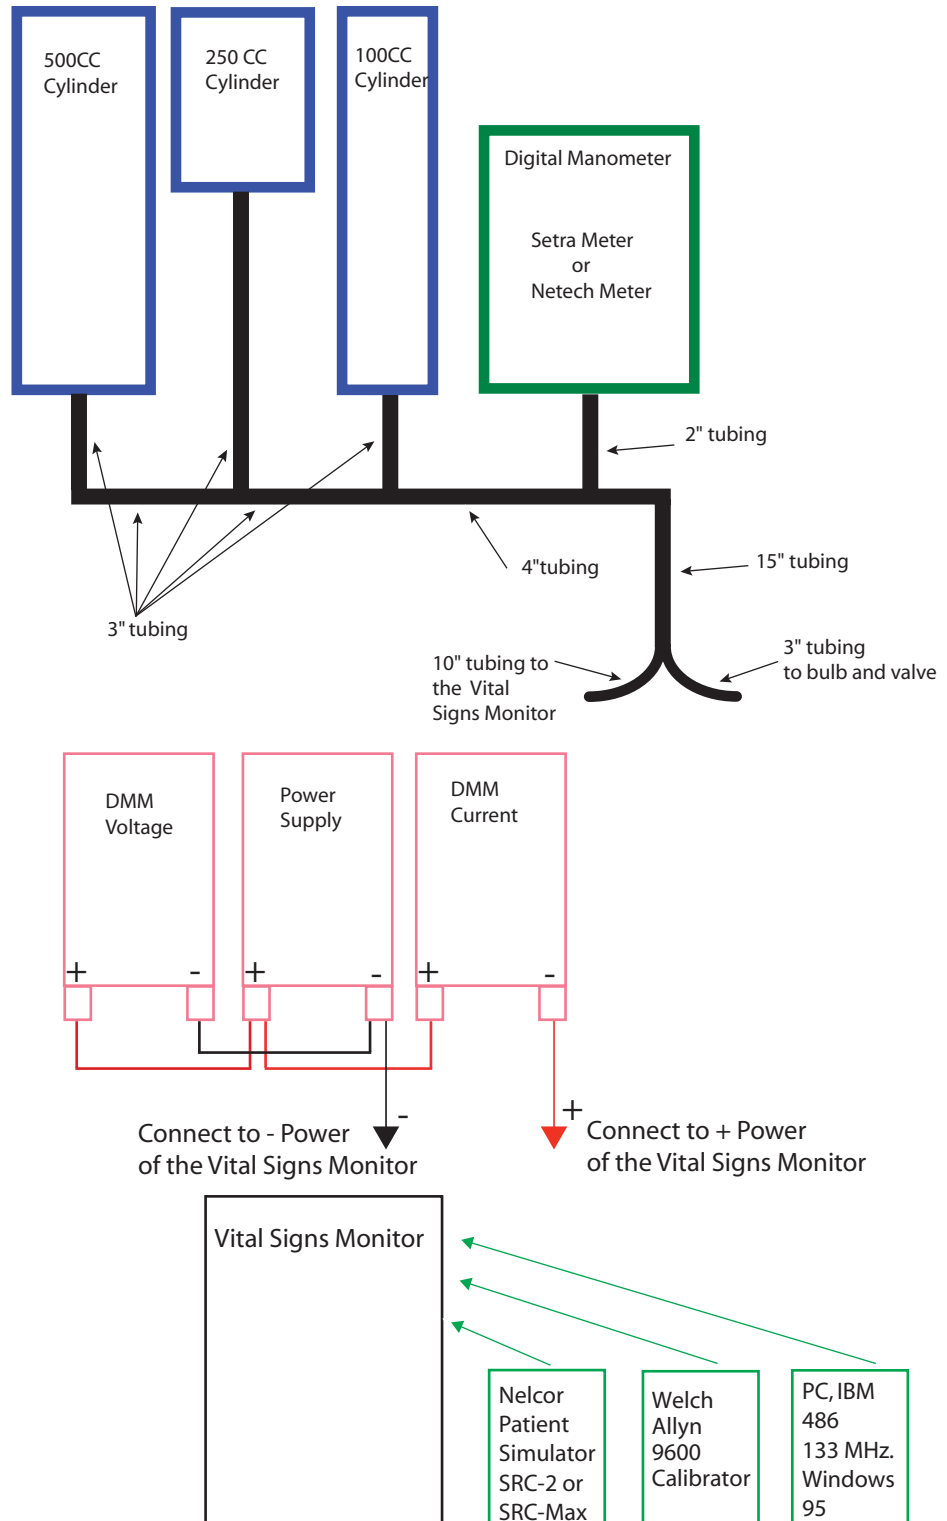 500CC
Cylinder
250 CC
Cylinder
100CC
Cylinder
Digital Manometer
Setra Meter
or
Netech Meter
2" tubing
4"tubing
15" tubing
3" tubing
10" tubing to
the Vital
Signs Monitor
3" tubing
to bulb and valve
DMM
Voltage
Power
Supply
DMM
Current
+ - + - + -
-
+
Connect to - Power
of the Vital Signs Monitor
Connect to + Power
of the Vital Signs Monitor
Vital Signs Monitor
Nelcor
Patient
Simulator
SRC-2 or
SRC-Max
Welch
Allyn
9600
Calibrator
PC, IBM
486
133 MHz.
Windows
95